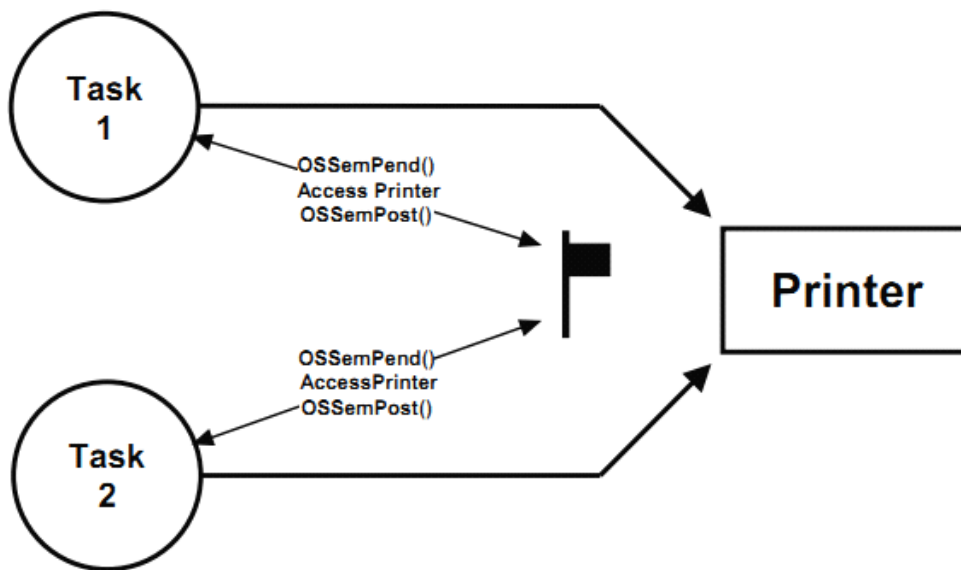 Task
1
OSSemPend()
Access Printer
OSSemPost()
Printer
OSSemPend()
AccessPrinter
OSSemPost()
Task
2